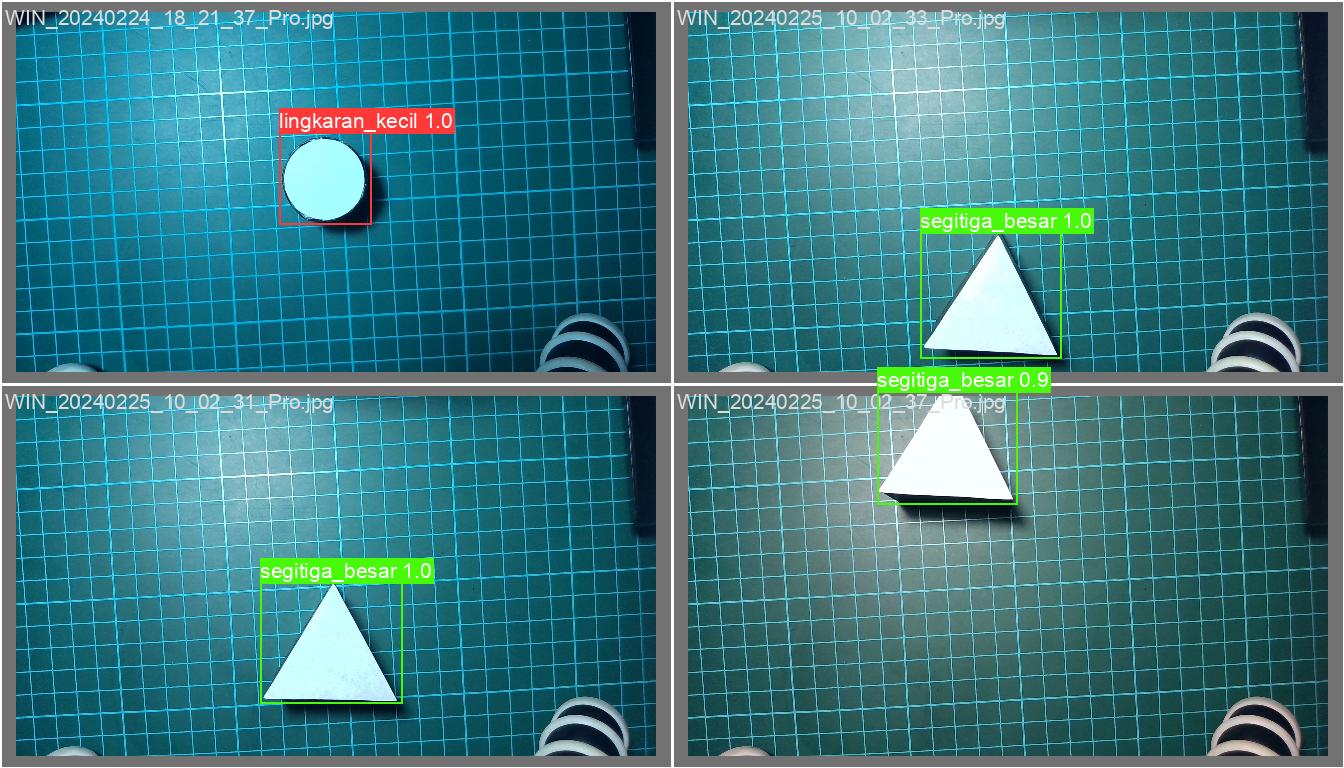 WIN_20240224_18_21_37_Pro.jpg
lingkaran_kecil 1.0
WIN_20240225_10_02_33_Pro.jpg
segitiga_besar 1.0
WIN_20240225_10_02_31_Pro.jpg
segitiga_besar 1.0
segitiga_besar 0.9
WIN_20240225_10_02_37_Pro.jpg